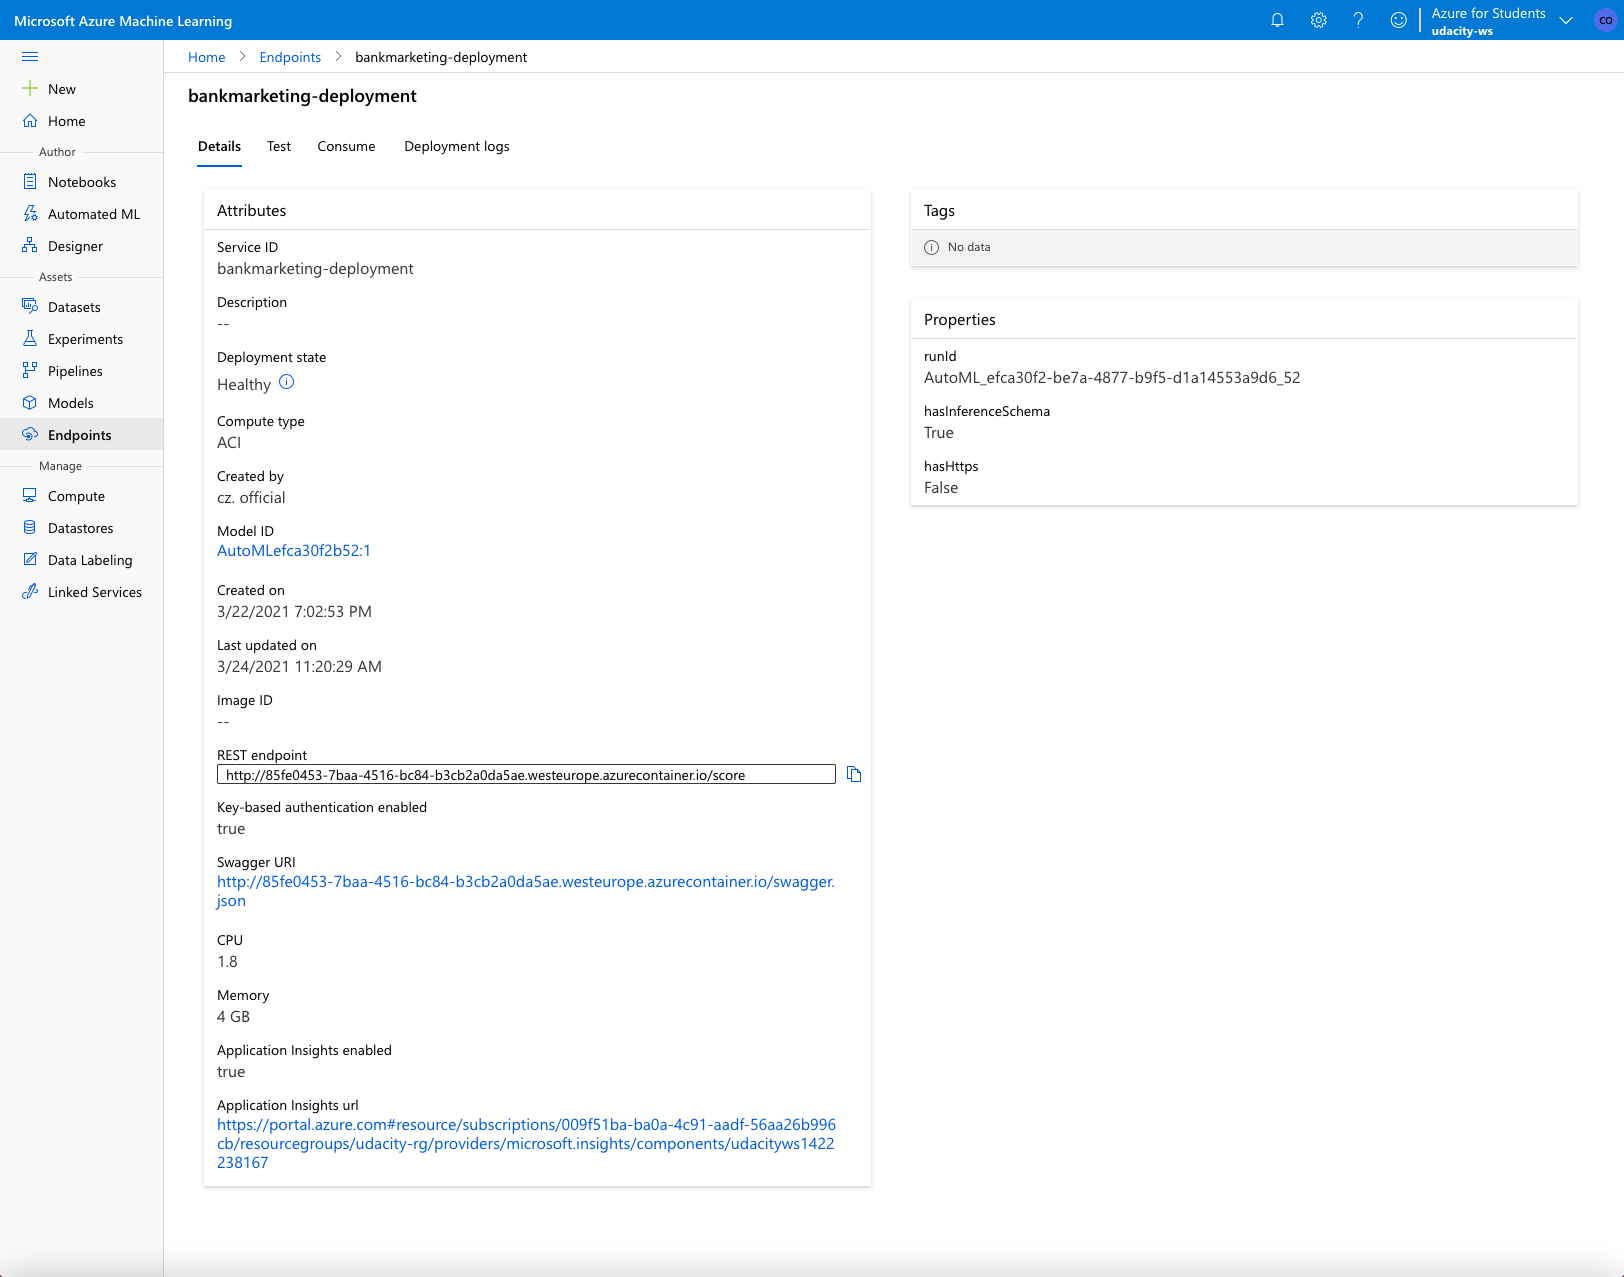 Microsoft Azure Machine Learning
Azure for Students
udacity-ws
CO
New
Home
Author
Notebooks
Automated ML
Designer
Assets
Datasets
Experiments
Pipelines
Models
Endpoints
Manage
Compute
Datastores
Data Labeling
Linked Services
Home > Endpoints > bankmarketing-deployment
bankmarketing-deployment
Details Test Consume Deployment logs
Attributes
Service ID
bankmarketing-deployment
Description
--
Deployment state
Healthy
Compute type
ACI
Created by
cz. official
Model ID
AutoMLefca30f2b52:1
Created on
3/22/2021 7:02:53 PM
Last updated on
3/24/2021 11:20:29 AM
Image ID
--
REST endpoint
http://85fe0453-7baa-4516-bc84-b3cb2a0da5ae.westeurope.azurecontainer.io/score
Key-based authentication enabled
true
Swagger URI
http://85fe0453-7baa-4516-bc84-b3cb2a0da5ae.westeurope.azurecontainer.io/swagger.
json
CPU
1.8
Memory
4 GB
Application Insights enabled
true
Application Insights url
https://portal.azure.com#resource/subscriptions/009f51ba-ba0a-4c91-aadf-56aa26b996
cb/resourcegroups/udacity-rg/providers/microsoft.insights/components/udacityws1422
238167
Tags
No data
Properties
runId
AutoML_efca30f2-be7a-4877-b9f5-d1a14553a9d6_52
hasInferenceSchema
True
hasHttps
False